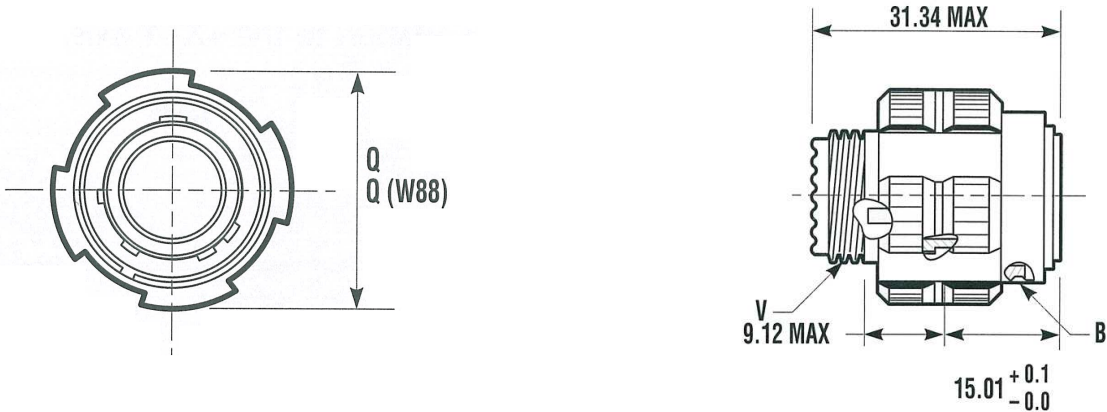 31.34 MAX
Q
Q (W88)
V
9.12 MAX
B
15.01 + 0.1
– 0.0